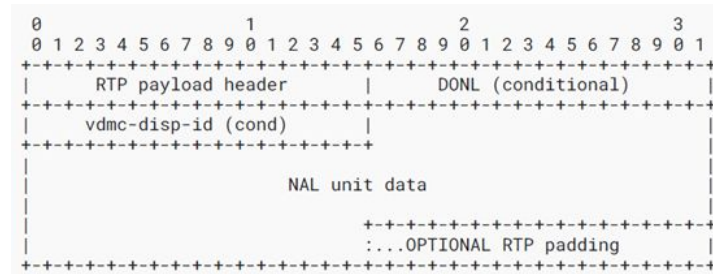 0                   1                   2                   3
0 1 2 3 4 5 6 7 8 9 0 1 2 3 4 5 6 7 8 9 0 1 2 3 4 5 6 7 8 9 0 1
+-+-+-+-+-+-+-+-+-+-+-+-+-+-+-+-+-+-+-+-+-+-+-+-+-+-+-+-+-+-+-+-+
|      RTP payload header       |      DONL (conditional)       |
+-+-+-+-+-+-+-+-+-+-+-+-+-+-+-+-+-+-+-+-+-+-+-+-+-+-+-+-+-+-+-+-+
|     vdmc-disp-id (cond)       |                               |
+-+-+-+-+-+-+-+-+-+-+-+-+-+-+-+-+                               |
|                                                               |
|                        NAL unit data                          |
|                                                               |
|                               +-+-+-+-+-+-+-+-+-+-+-+-+-+-+-+-+
|                               :...OPTIONAL RTP padding        |
+-+-+-+-+-+-+-+-+-+-+-+-+-+-+-+-+-+-+-+-+-+-+-+-+-+-+-+-+-+-+-+-+